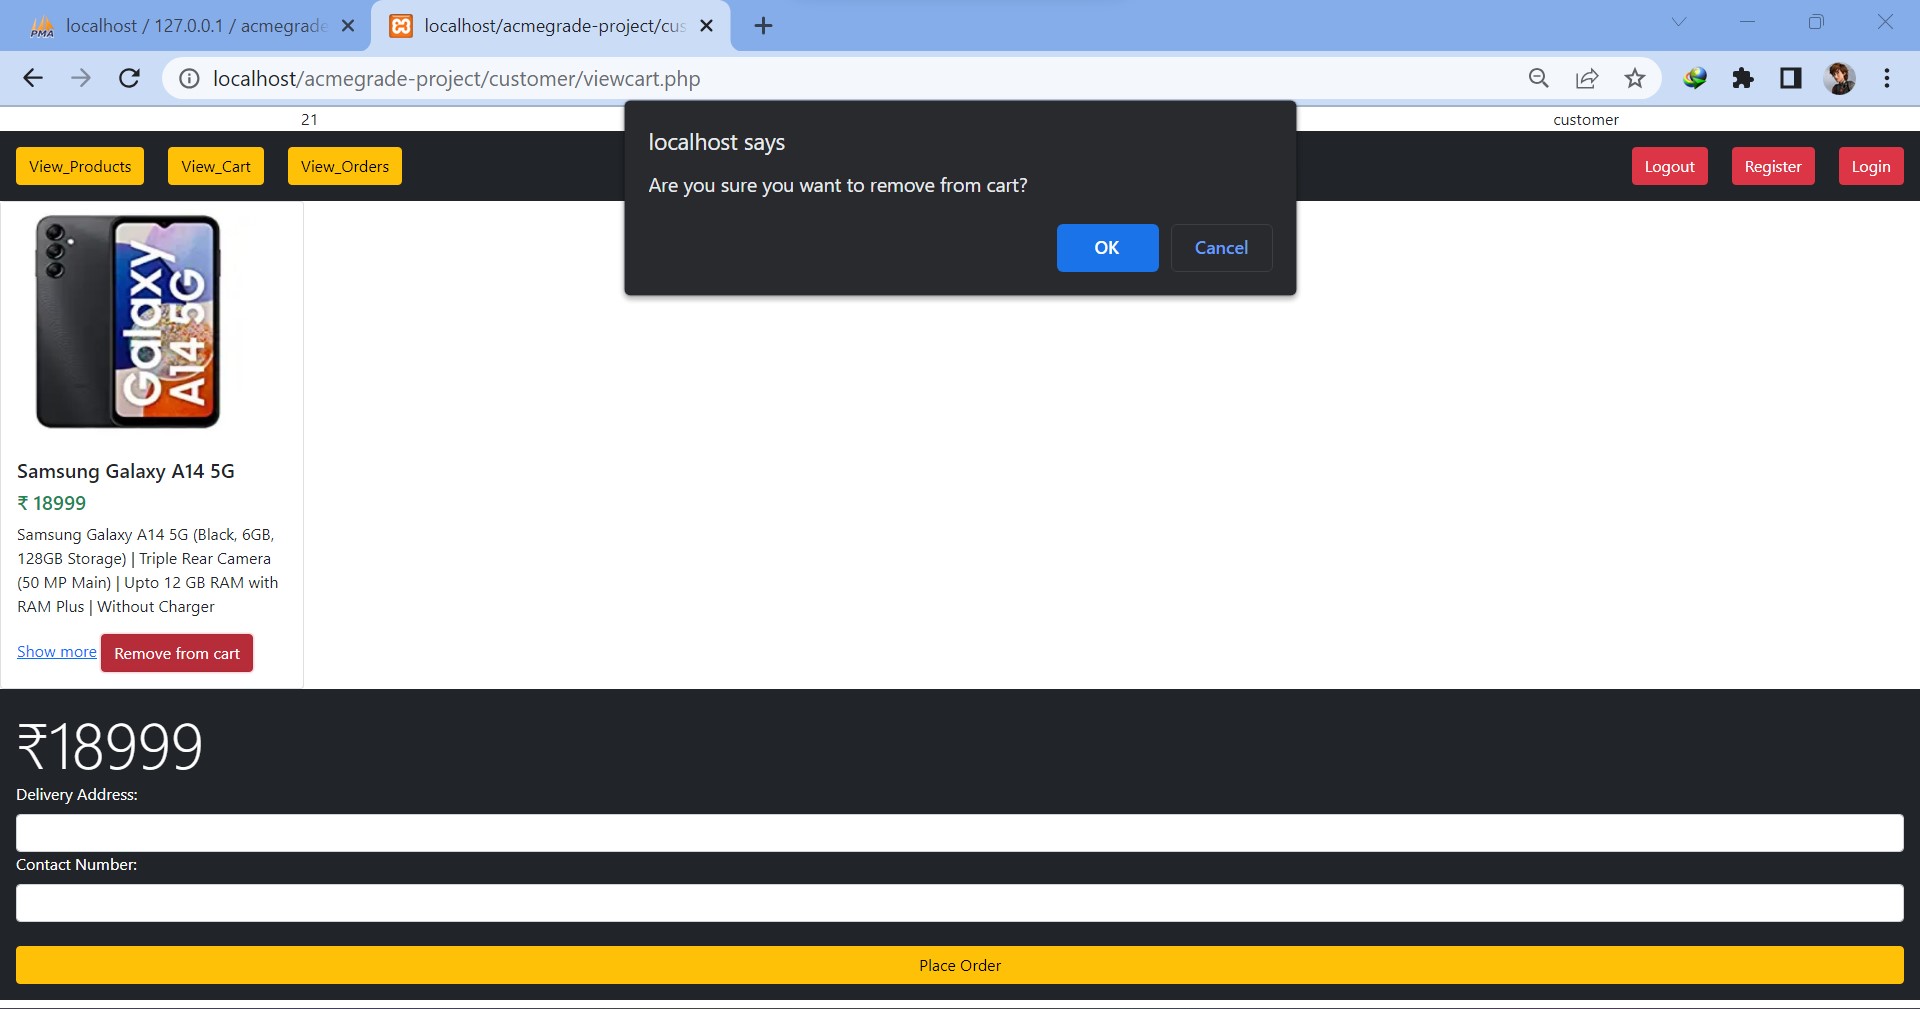 localhost / 127.0.0.1 / acmegrade
localhost/acmegrade-project/cus
localhost/acmegrade-project/customer/viewcart.php
21
customer
View_Products
View_Cart
View_Orders
Logout
Register
Login
localhost says
Are you sure you want to remove from cart?
OK
Cancel
Galaxy
A14 5G
Samsung Galaxy A14 5G
₹ 18999
Samsung Galaxy A14 5G (Black, 6GB,
128GB Storage) | Triple Rear Camera
(50 MP Main) | Upto 12 GB RAM with
RAM Plus | Without Charger
Show more
Remove from cart
₹18999
Delivery Address:
Contact Number:
Place Order